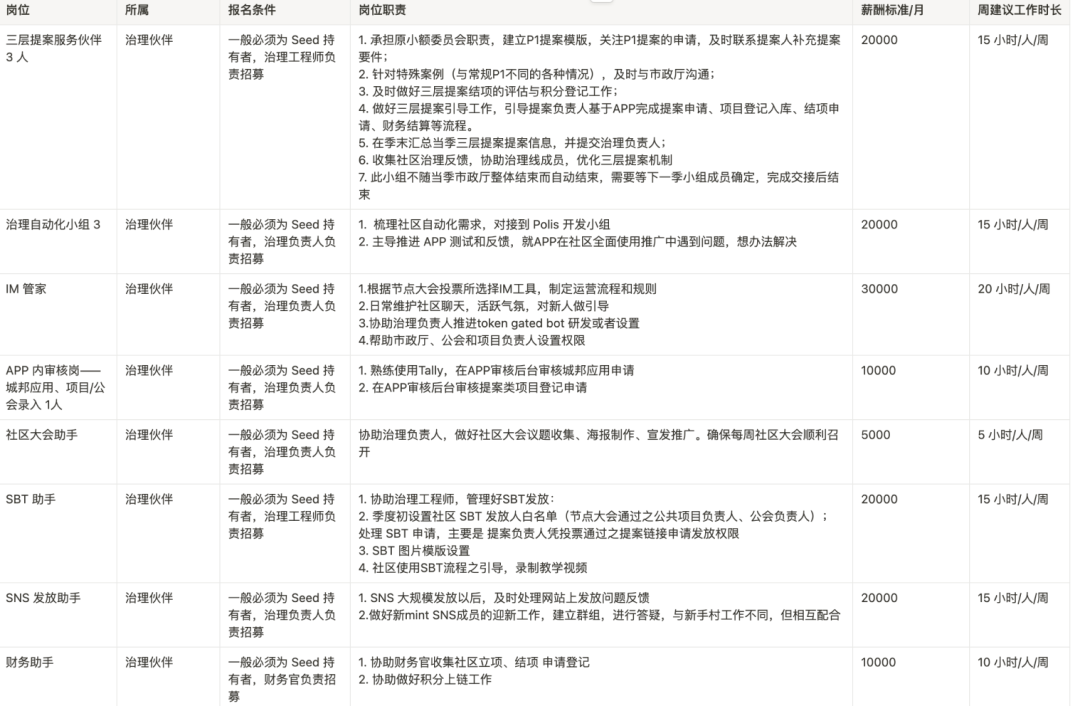 岗位 所属 报名条件 岗位职责 薪酬标准/月 周建议工作时长
三层提案服务伙伴 治理伙伴 一般必须为 Seed 持 1. 承担原小额委员会职责，建立P1提案模版，关注P1提案的申请，及时联系提案人补充提案 20000 15 小时/人/周
3 人 有者，治理工程师负 要件；
责招募 2. 针对特殊案例（与常规P1不同的各种情况），及时与市政厅沟通；
3. 及时做好三层提案结项的评估与积分登记工作；
4. 做好三层提案引导工作，引导提案负责人基于APP完成提案申请、项目登记入库、结项申
请、财务结算等流程。
5. 在季末汇总当季三层提案提案信息，并提交治理负责人；
6. 收集社区治理反馈，协助治理线成员，优化三层提案机制
7. 此小组不随当季市政厅整体结束而自动结束，需要等下一季小组成员确定，完成交接后结
束
治理自动化小组 3 治理伙伴 一般必须为 Seed 持 1. 梳理社区自动化需求，对接到 Polis 开发小组 20000 15 小时/人/周
有者，治理负责人负 2. 主导推进 APP 测试和反馈，就APP在社区全面使用推广中遇到问题，想办法解决
责招募
IM 管家 治理伙伴 一般必须为 Seed 持 1.根据节点大会投票所选择IM工具，制定运营流程和规则 30000 20 小时/人/周
有者，治理负责人负 2.日常维护社区聊天，活跃气氛，对新人做引导
责招募 3.协助治理负责人推进token gated bot 研发或者设置
4.帮助市政厅、公会和项目负责人设置权限
APP 内审核岗—— 治理伙伴 一般必须为 Seed 持 1. 熟练使用Tally，在APP审核后台审核城邦应用申请 10000 10 小时/人/周
城邦应用、项目/公 有者，治理负责人负 2. 在APP审核后台审核提案类项目登记申请
会录入 1人 责招募
社区大会助手 治理伙伴 一般必须为 Seed 持 协助治理负责人，做好社区大会议题收集、海报制作、宣发推广。确保每周社区大会顺利召 5000 5 小时/人/周
有者，治理负责人负 开
责招募
SBT 助手 治理伙伴 一般必须为 Seed 持 1. 协助治理工程师，管理好SBT发放： 20000 15 小时/人/周
有者，治理工程师负 2. 季度初设置社区 SBT 发放人白名单（节点大会通过之公共项目负责人、公会负责人）；
责招募 处理 SBT 申请，主要是 提案负责人凭投票通过之提案链接申请发放权限
3. SBT 图片模版设置
4. 社区使用SBT流程之引导，录制教学视频
SNS 发放助手 治理伙伴 一般必须为 Seed 持 1. SNS 大规模发放以后，及时处理网站上发放问题反馈 20000 15 小时/人/周
有者，治理负责人负 2.做好新mint SNS成员的迎新工作，建立群组，进行答疑，与新手村工作不同，但相互配合
责招募
财务助手 治理伙伴 一般必须为 Seed 持 1. 协助财务官收集社区立项、结项 申请登记 10000 10 小时/人/周
有者，财务官负责招 2. 协助做好积分上链工作
募